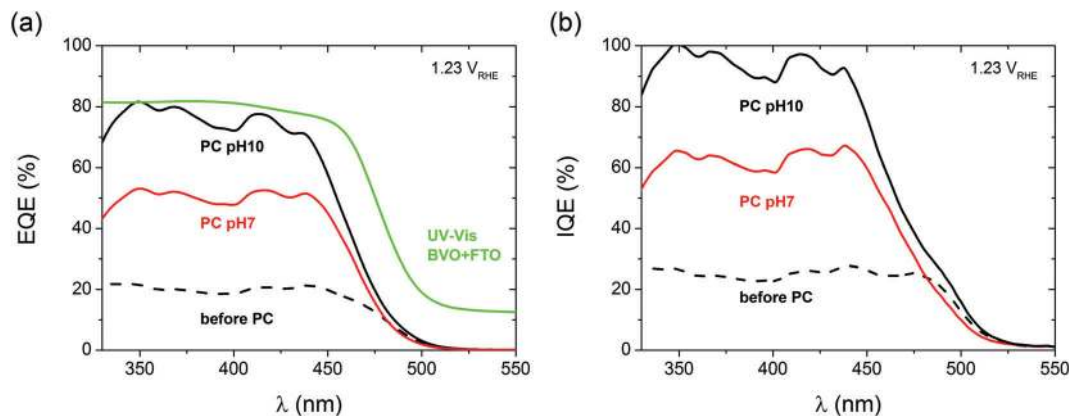 (a)
100
80
60
40
20
0
EQE (%)
1.23 V_RHE
PC pH10
PC pH7
UV-Vis
BVO+FTO
before PC
350 400 450 500 550
λ (nm)
(b)
100
80
60
40
20
0
IQE (%)
1.23 V_RHE
PC pH10
PC pH7
before PC
350 400 450 500 550
λ (nm)